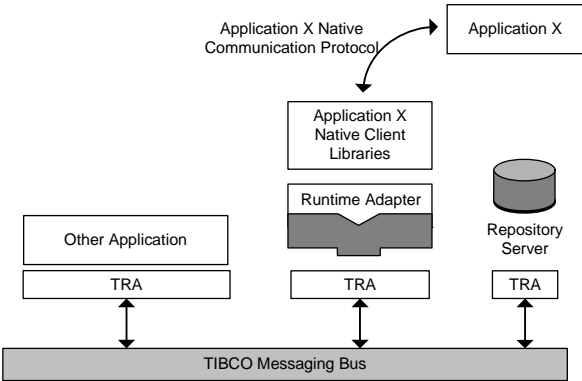 Application X Native
Communication Protocol
Application X
Application X
Native Client
Libraries
Runtime Adapter
Repository
Server
Other Application
TRA
TRA
TRA
TIBCO Messaging Bus